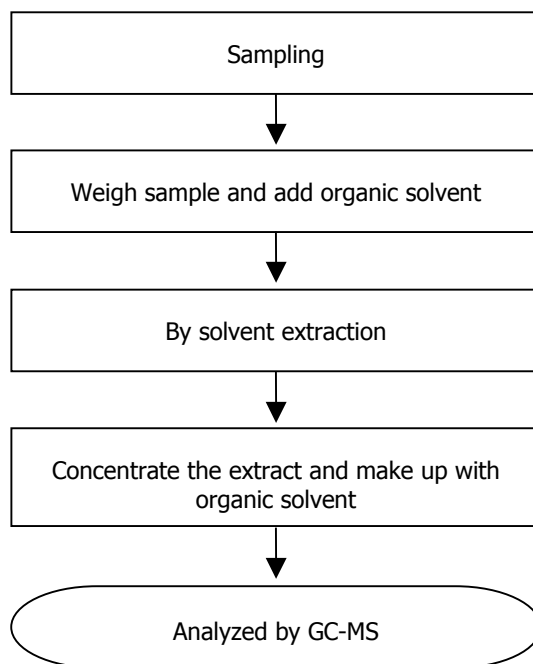 Sampling
Weigh sample and add organic solvent
By solvent extraction
Concentrate the extract and make up with
organic solvent
Analyzed by GC-MS